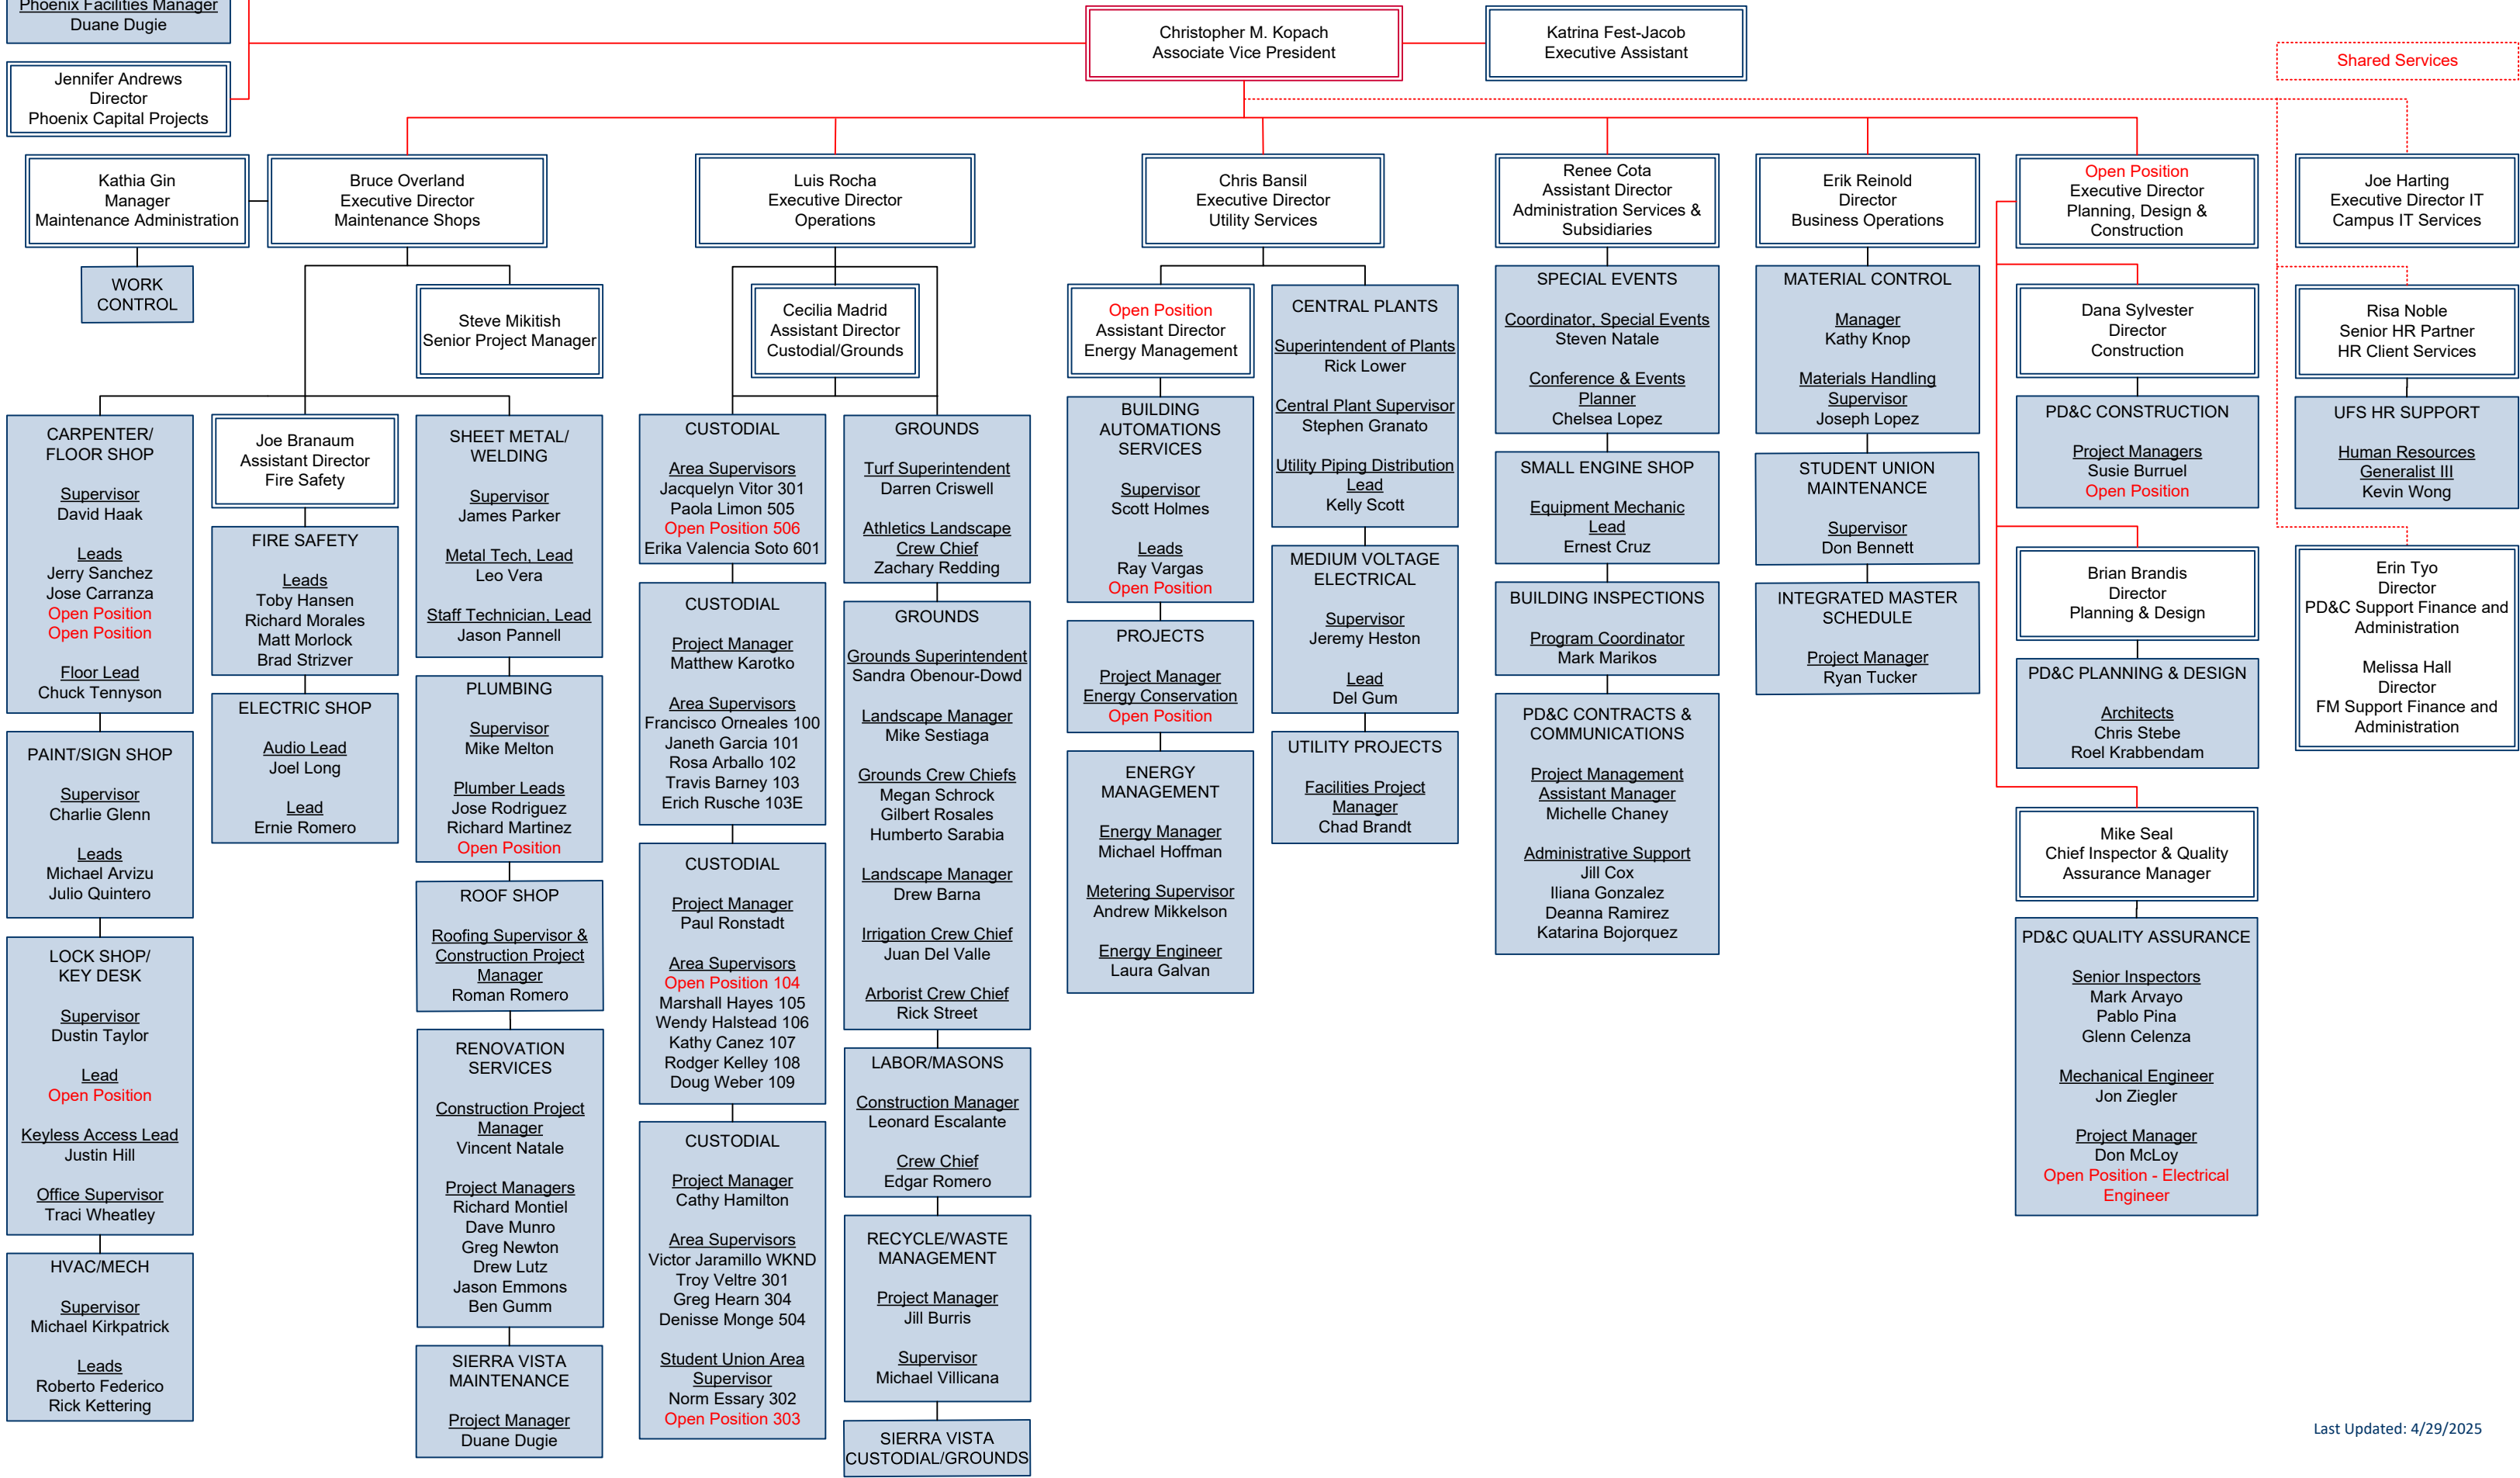 Phoenix Facilities Manager
Duane Dugie
Christopher M. Kopach
Associate Vice President
Katrina Fest-Jacob
Executive Assistant
Shared Services
Jennifer Andrews
Director
Phoenix Capital Projects
Kathia Gin
Manager
Maintenance Administration
WORK
CONTROL
Bruce Overland
Executive Director
Maintenance Shops
Steve Mikitish
Senior Project Manager
CARPENTER/
FLOOR SHOP
Supervisor
David Haak
Leads
Jerry Sanchez
Jose Carranza
Open Position
Open Position
Floor Lead
Chuck Tennyson
PAINT/SIGN SHOP
Supervisor
Charlie Glenn
Leads
Michael Arvizu
Julio Quintero
LOCK SHOP/
KEY DESK
Supervisor
Dustin Taylor
Lead
Open Position
Keyless Access Lead
Justin Hill
Office Supervisor
Traci Wheatley
HVAC/MECH
Supervisor
Michael Kirkpatrick
Leads
Roberto Federico
Rick Kettering
Joe Branaum
Assistant Director
Fire Safety
FIRE SAFETY
Leads
Toby Hansen
Richard Morales
Matt Morlock
Brad Strizver
ELECTRIC SHOP
Audio Lead
Joel Long
Lead
Ernie Romero
SHEET METAL/
WELDING
Supervisor
James Parker
Metal Tech, Lead
Leo Vera
Staff Technician, Lead
Jason Pannell
PLUMBING
Supervisor
Mike Melton
Plumber Leads
Jose Rodriguez
Richard Martinez
Open Position
ROOF SHOP
Roofing Supervisor &
Construction Project
Manager
Roman Romero
RENOVATION
SERVICES
Construction Project
Manager
Vincent Natale
Project Managers
Richard Montiel
Dave Munro
Greg Newton
Drew Lutz
Jason Emmons
Ben Gumm
SIERRA VISTA
MAINTENANCE
Project Manager
Duane Dugie
Luis Rocha
Executive Director
Operations
Cecilia Madrid
Assistant Director
Custodial/Grounds
CUSTODIAL
Area Supervisors
Jacquelyn Vitor 301
Paola Limon 505
Open Position 506
Erika Valencia Soto 601
CUSTODIAL
Project Manager
Matthew Karotko
Area Supervisors
Francisco Orneales 100
Janeth Garcia 101
Rosa Arballo 102
Travis Barney 103
Erich Rusche 103E
CUSTODIAL
Project Manager
Paul Ronstadt
Area Supervisors
Open Position 104
Marshall Hayes 105
Wendy Halstead 106
Kathy Canez 107
Rodger Kelley 108
Doug Weber 109
CUSTODIAL
Project Manager
Cathy Hamilton
Area Supervisors
Victor Jaramillo WKND
Troy Veltre 301
Greg Hearn 304
Denisse Monge 504
Student Union Area
Supervisor
Norm Essary 302
Open Position 303
GROUNDS
Turf Superintendent
Darren Criswell
Athletics Landscape
Crew Chief
Zachary Redding
GROUNDS
Grounds Superintendent
Sandra Obenour-Dowd
Landscape Manager
Mike Sestiaga
Grounds Crew Chiefs
Megan Schrock
Gilbert Rosales
Humberto Sarabia
Landscape Manager
Drew Barna
Irrigation Crew Chief
Juan Del Valle
Arborist Crew Chief
Rick Street
LABOR/MASONS
Construction Manager
Leonard Escalante
Crew Chief
Edgar Romero
RECYCLE/WASTE
MANAGEMENT
Project Manager
Jill Burris
Supervisor
Michael Villicana
SIERRA VISTA
CUSTODIAL/GROUNDS
Chris Bansil
Executive Director
Utility Services
Open Position
Assistant Director
Energy Management
BUILDING
AUTOMATIONS
SERVICES
Supervisor
Scott Holmes
Leads
Ray Vargas
Open Position
PROJECTS
Project Manager
Energy Conservation
Open Position
ENERGY
MANAGEMENT
Energy Manager
Michael Hoffman
Metering Supervisor
Andrew Mikkelson
Energy Engineer
Laura Galvan
CENTRAL PLANTS
Superintendent of Plants
Rick Lower
Central Plant Supervisor
Stephen Granato
Utility Piping Distribution
Lead
Kelly Scott
MEDIUM VOLTAGE
ELECTRICAL
Supervisor
Jeremy Heston
Lead
Del Gum
UTILITY PROJECTS
Facilities Project
Manager
Chad Brandt
Renee Cota
Assistant Director
Administration Services &
Subsidiaries
SPECIAL EVENTS
Coordinator, Special Events
Steven Natale
Conference & Events
Planner
Chelsea Lopez
SMALL ENGINE SHOP
Equipment Mechanic
Lead
Ernest Cruz
BUILDING INSPECTIONS
Program Coordinator
Mark Marikos
PD&C CONTRACTS &
COMMUNICATIONS
Project Management
Assistant Manager
Michelle Chaney
Administrative Support
Jill Cox
Iliana Gonzalez
Deanna Ramirez
Katarina Bojorquez
Erik Reinold
Director
Business Operations
MATERIAL CONTROL
Manager
Kathy Knop
Materials Handling
Supervisor
Joseph Lopez
STUDENT UNION
MAINTENANCE
Supervisor
Don Bennett
INTEGRATED MASTER
SCHEDULE
Project Manager
Ryan Tucker
Open Position
Executive Director
Planning, Design &
Construction
Dana Sylvester
Director
Construction
PD&C CONSTRUCTION
Project Managers
Susie Burruel
Open Position
Brian Brandis
Director
Planning & Design
PD&C PLANNING & DESIGN
Architects
Chris Stebe
Roel Krabbendam
Mike Seal
Chief Inspector & Quality
Assurance Manager
PD&C QUALITY ASSURANCE
Senior Inspectors
Mark Arvayo
Pablo Pina
Glenn Celenza
Mechanical Engineer
Jon Ziegler
Project Manager
Don McLoy
Open Position - Electrical
Engineer
Joe Harting
Executive Director IT
Campus IT Services
Risa Noble
Senior HR Partner
HR Client Services
UFS HR SUPPORT
Human Resources
Generalist III
Kevin Wong
Erin Tyo
Director
PD&C Support Finance and
Administration
Melissa Hall
Director
FM Support Finance and
Administration
Last Updated: 4/29/2025